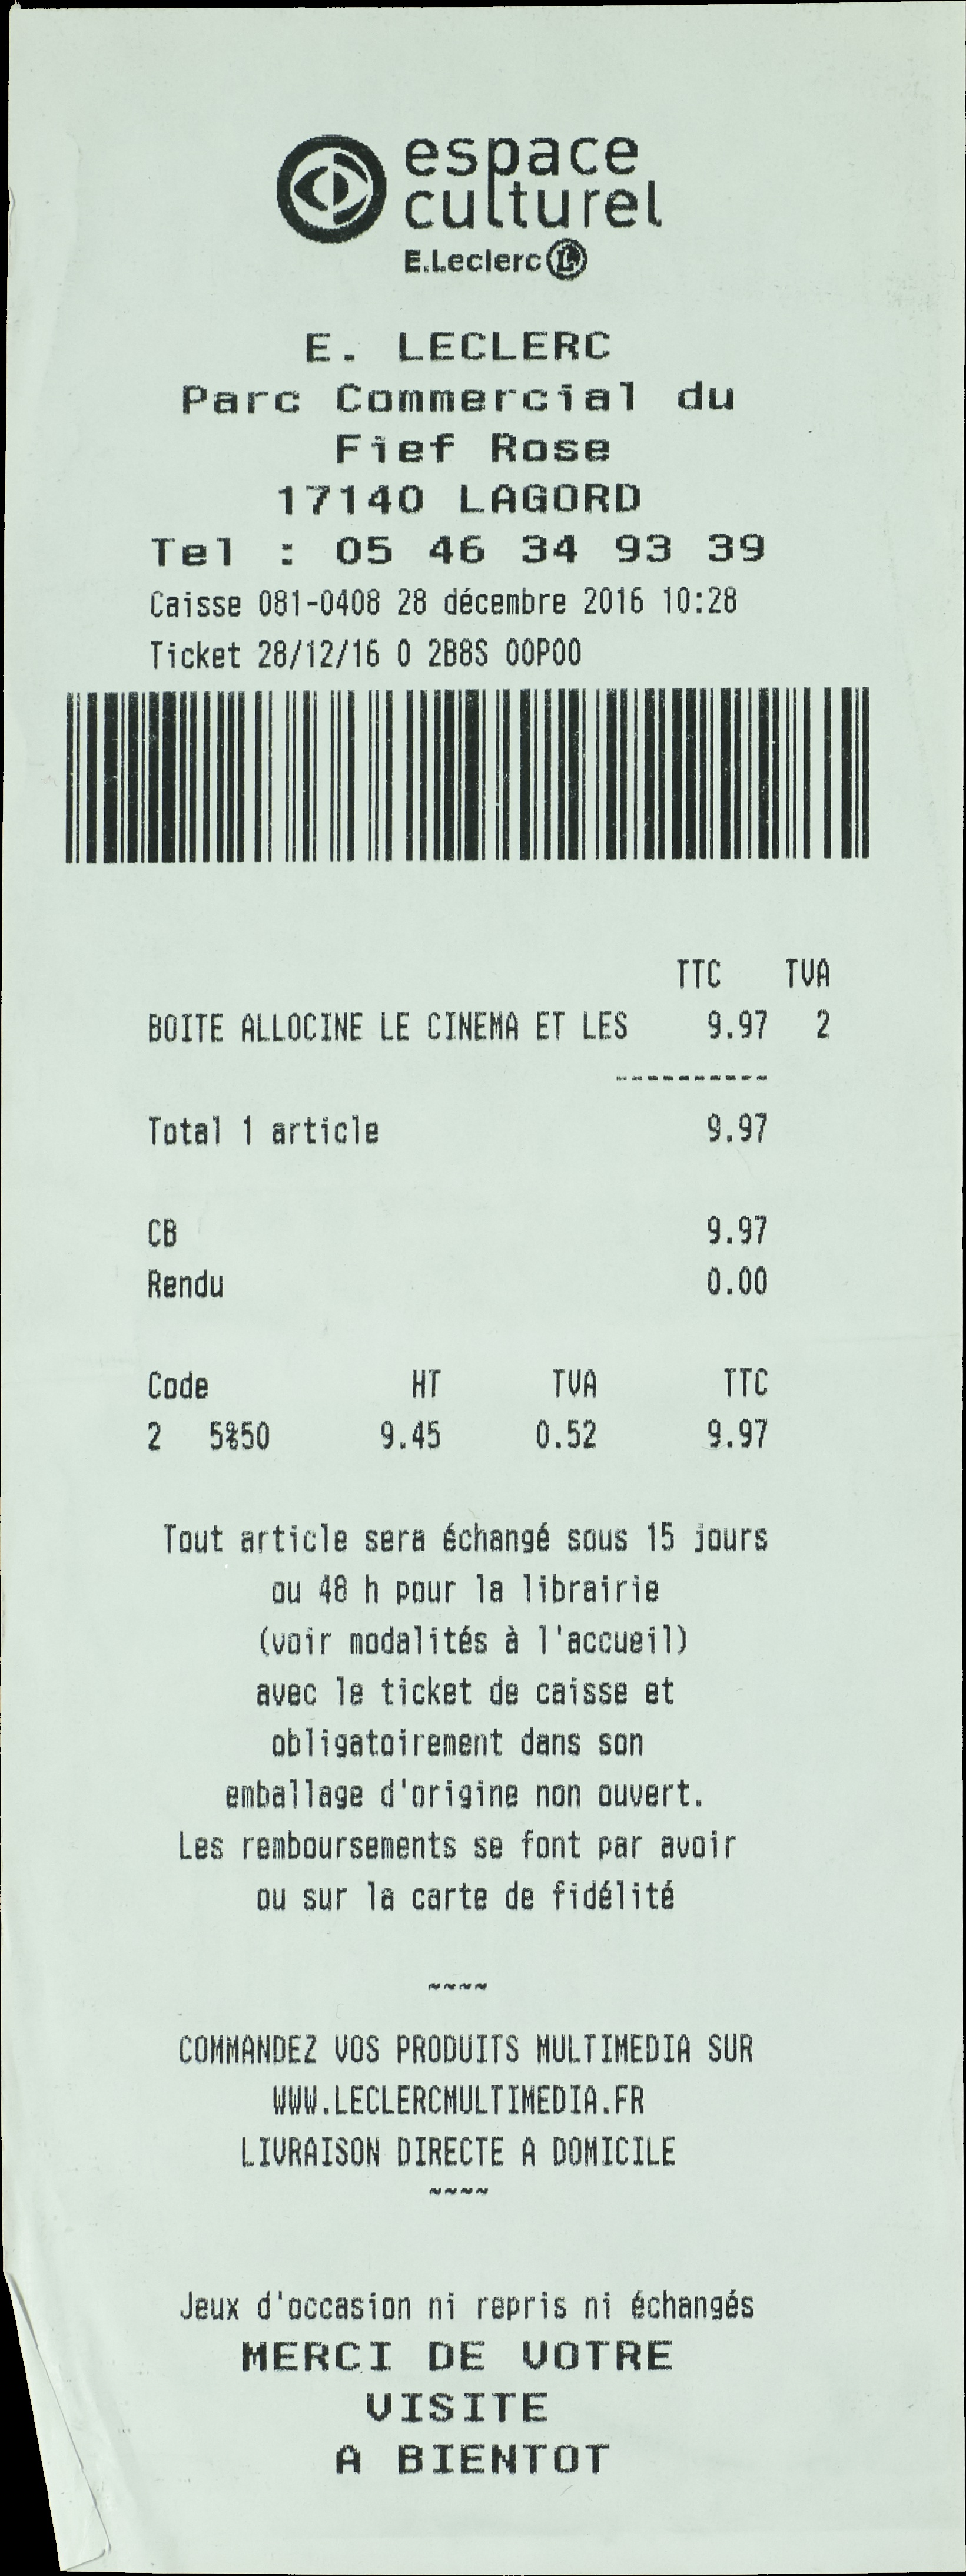 espace
culturel
E.Leclerc L
E. LECLERC
Parc Commercial du
Fief Rose
17140 LAGORD
Tel : 05 46 34 93 39
Caisse 081-0408 28 décembre 2016 10:28
Ticket 28/12/16 0 2B8S 00P00
TTC TVA
BOITE ALLOCINE LE CINEMA ET LES 9.97 2
----------
Total 1 article 9.97
CB 9.97
Rendu 0.00
Code HT TVA TTC
2 5%50 9.45 0.52 9.97
Tout article sera échangé sous 15 jours
ou 48 h pour la librairie
(voir modalités à l'accueil)
avec le ticket de caisse et
obligatoirement dans son
emballage d'origine non ouvert.
Les remboursements se font par avoir
ou sur la carte de fidélité
~~~~
COMMANDEZ VOS PRODUITS MULTIMEDIA SUR
WWW.LECLERCMULTIMEDIA.FR
LIVRAISON DIRECTE A DOMICILE
~~~~
Jeux d'occasion ni repris ni échangés
MERCI DE VOTRE
VISITE
A BIENTOT